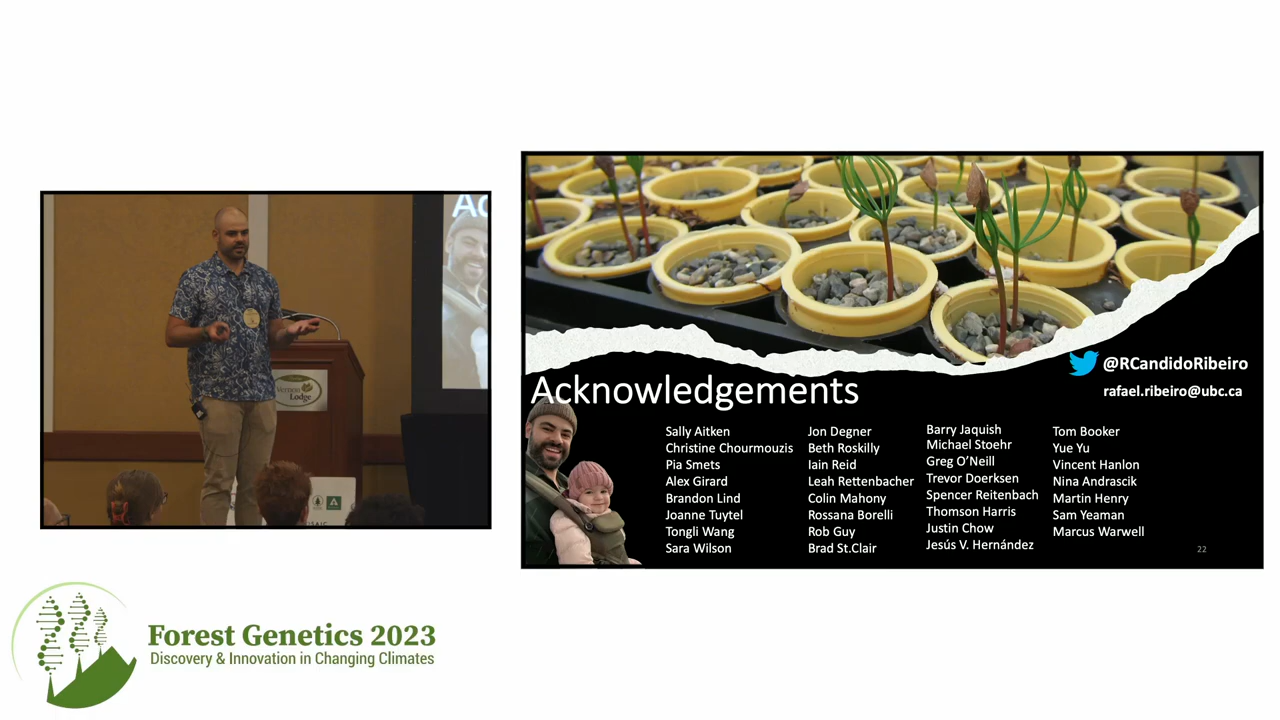 Ac
Vernon
Lodge
@RCandidoRibeiro
rafael.ribeiro@ubc.ca
Acknowledgements
Sally Aitken
Christine Chourmouzis
Pia Smets
Alex Girard
Brandon Lind
Joanne Tuytel
Tongli Wang
Sara Wilson
Jon Degner
Beth Roskilly
Iain Reid
Leah Rettenbacher
Colin Mahony
Rossana Borelli
Rob Guy
Brad St.Clair
Barry Jaquish
Michael Stoehr
Greg O’Neill
Trevor Doerksen
Spencer Reitenbach
Thomson Harris
Justin Chow
Jesús V. Hernández
Tom Booker
Yue Yu
Vincent Hanlon
Nina Andrascik
Martin Henry
Sam Yeaman
Marcus Warwell
22
Forest Genetics 2023
Discovery & Innovation in Changing Climates